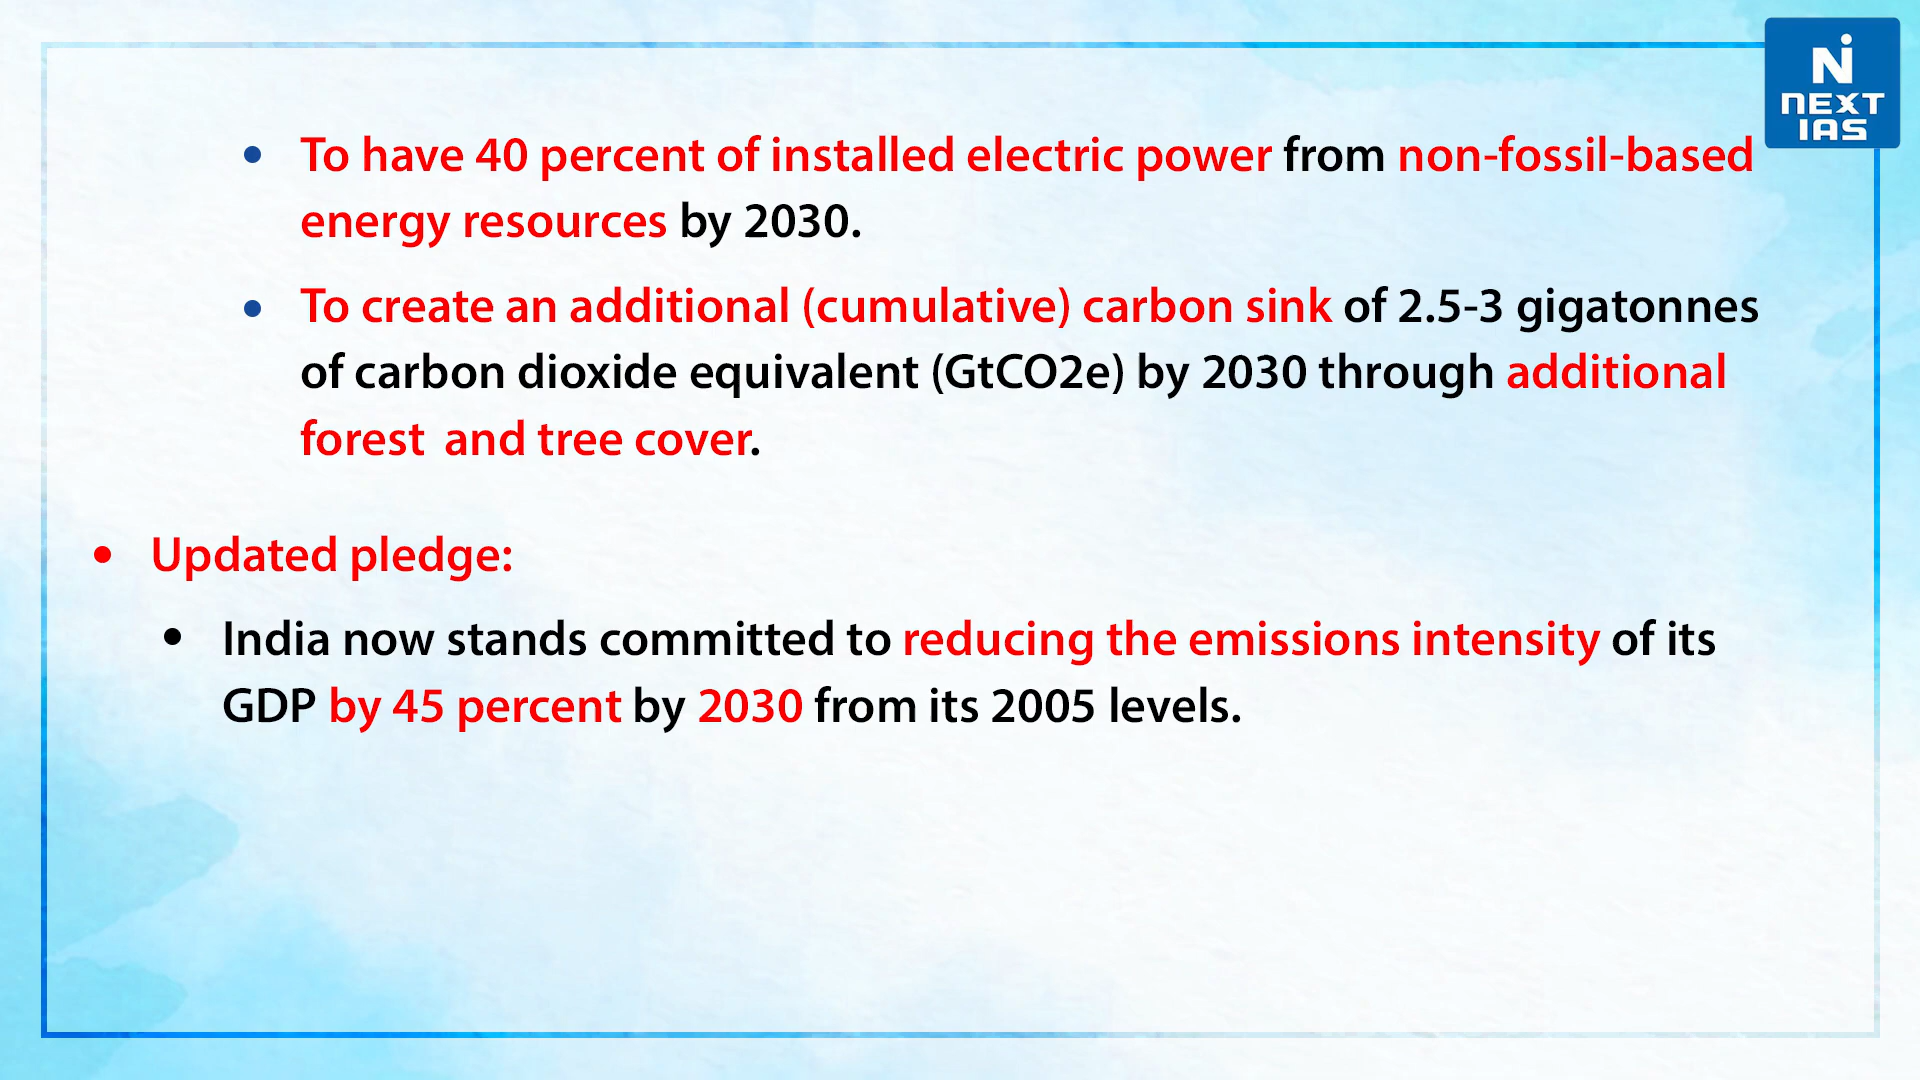 NEXT
IAS
• To have 40 percent of installed electric power from non-fossil-based
energy resources by 2030.
• To create an additional (cumulative) carbon sink of 2.5-3 gigatonnes
of carbon dioxide equivalent (GtCO2e) by 2030 through additional
forest and tree cover.
• Updated pledge:
• India now stands committed to reducing the emissions intensity of its
GDP by 45 percent by 2030 from its 2005 levels.